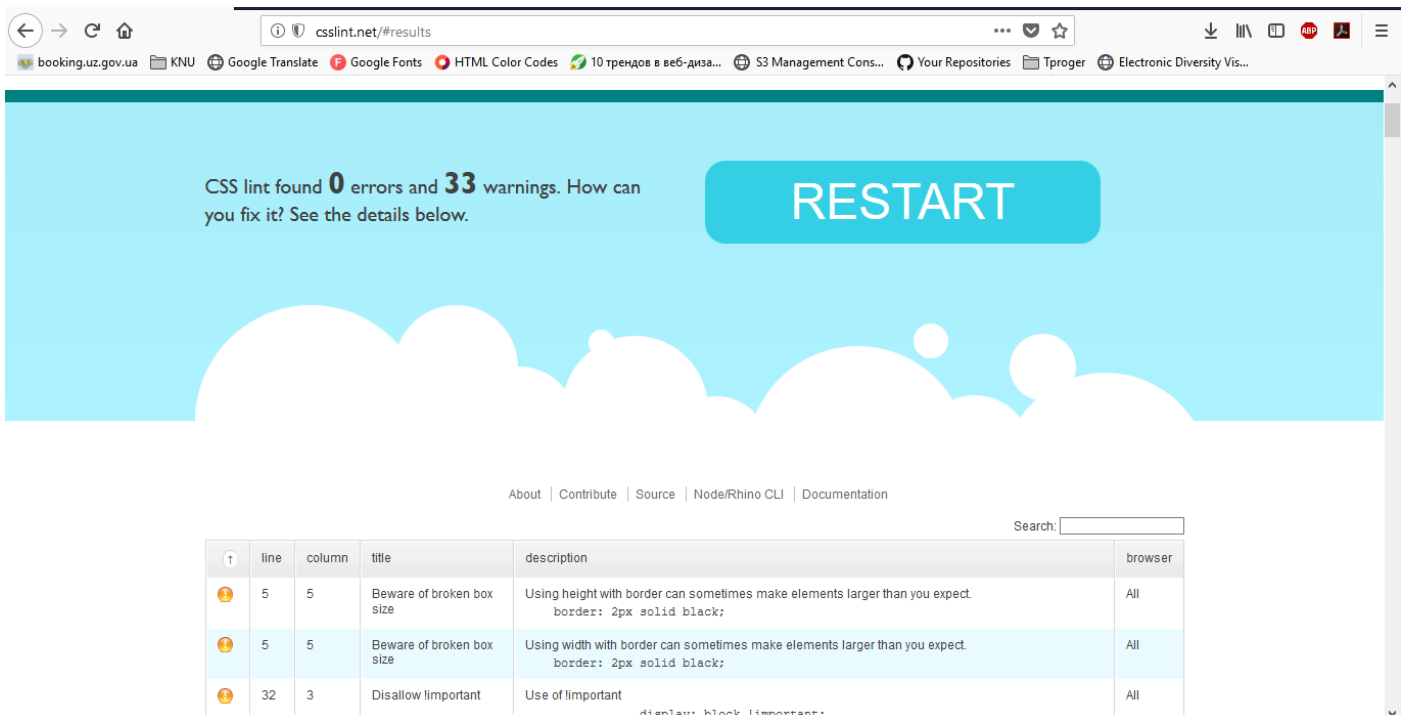 csslint.net/#results
booking.uz.gov.ua KNU Google Translate Google Fonts HTML Color Codes 10 трендов в веб-диза... S3 Management Cons... Your Repositories Tproger Electronic Diversity Vis...
ABP
CSS lint found 0 errors and 33 warnings. How can
you fix it? See the details below.
RESTART
About Contribute Source Node/Rhino CLI Documentation
Search:
line column title description browser
5 5 Beware of broken box size Using height with border can sometimes make elements larger than you expect. All
border: 2px solid black;
5 5 Beware of broken box size Using width with border can sometimes make elements larger than you expect. All
border: 2px solid black;
32 3 Disallow !important Use of !important All
display: block !important;